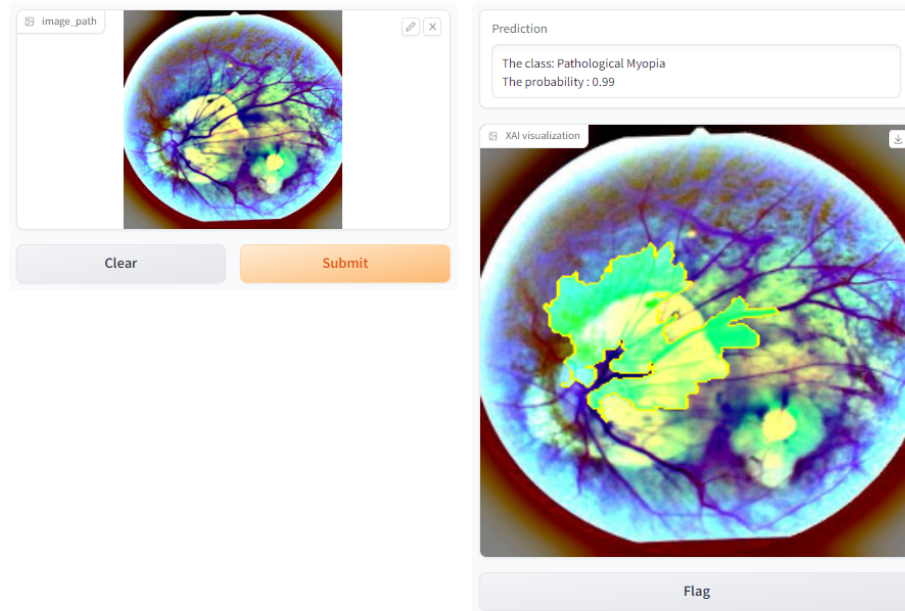 image_path
Clear
Submit
Prediction
The class: Pathological Myopia
The probability : 0.99
XAI visualization
Flag